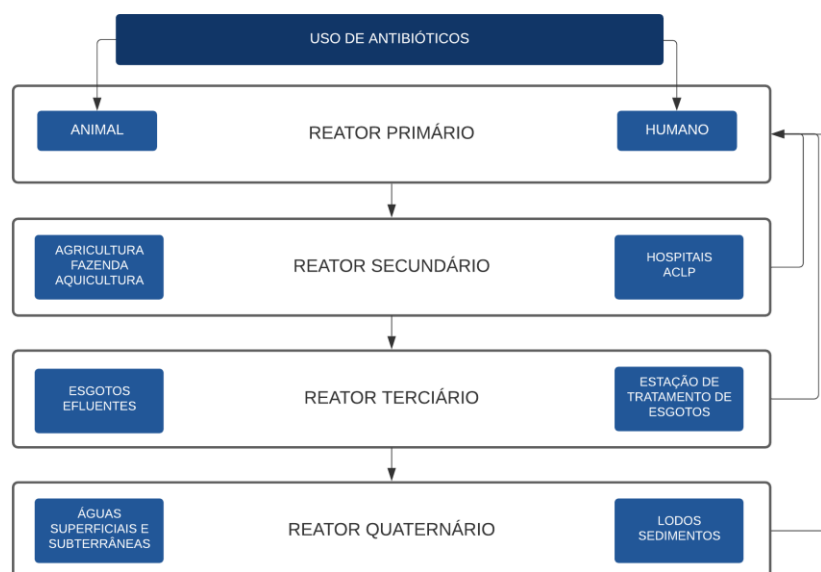 USO DE ANTIBIÓTICOS
ANIMAL
REATOR PRIMÁRIO
HUMANO
AGRICULTURA
FAZENDA
AQUICULTURA
REATOR SECUNDÁRIO
HOSPITAIS
ACLP
ESGOTOS
EFLUENTES
REATOR TERCIÁRIO
ESTAÇÃO DE
TRATAMENTO DE
ESGOTOS
ÁGUAS
SUPERFICIAIS E
SUBTERRÂNEAS
REATOR QUATERNÁRIO
LODOS
SEDIMENTOS